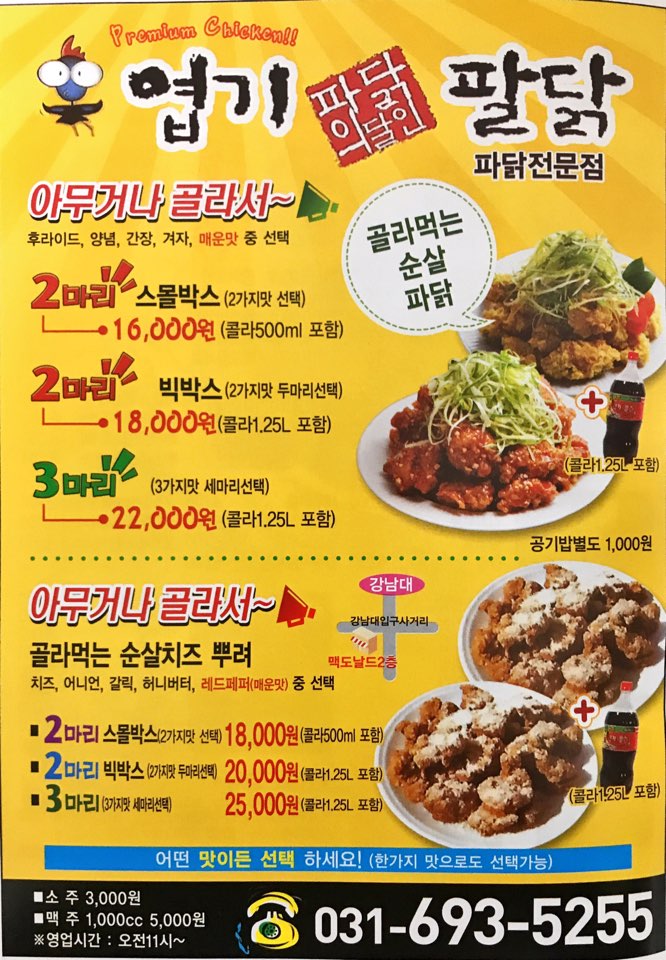 Premium Chicken!!
엽기 파닭의달인 팔닭
파닭전문점
아무거나 골라서~
후라이드, 양념, 간장, 겨자, 매운맛 중 선택
골라먹는
순살
파닭
2마리 스몰박스 (2가지맛 선택)
16,000원 (콜라500ml 포함)
2마리 빅박스 (2가지맛 두마리선택)
18,000원 (콜라1.25L 포함)
3마리 (3가지맛 세마리선택)
22,000원 (콜라1.25L 포함)
+
(콜라1.25L 포함)
공기밥별도 1,000원
아무거나 골라서~
골라먹는 순살치즈 뿌려
치즈, 어니언, 갈릭, 허니버터, 레드페퍼(매운맛) 중 선택
강남대
강남대입구사거리
맥도날드2층
■ 2마리 스몰박스(2가지맛 선택) 18,000원 (콜라500ml 포함)
■ 2마리 빅박스 (2가지맛 두마리선택) 20,000원 (콜라1.25L 포함)
■ 3마리 (3가지맛 세마리선택) 25,000원 (콜라1.25L 포함)
+
(콜라1.25L 포함)
어떤 맛이든 선택 하세요! (한가지 맛으로도 선택가능)
■소 주 3,000원
■맥 주 1,000cc 5,000원
※영업시간 : 오전11시~
031-693-5255